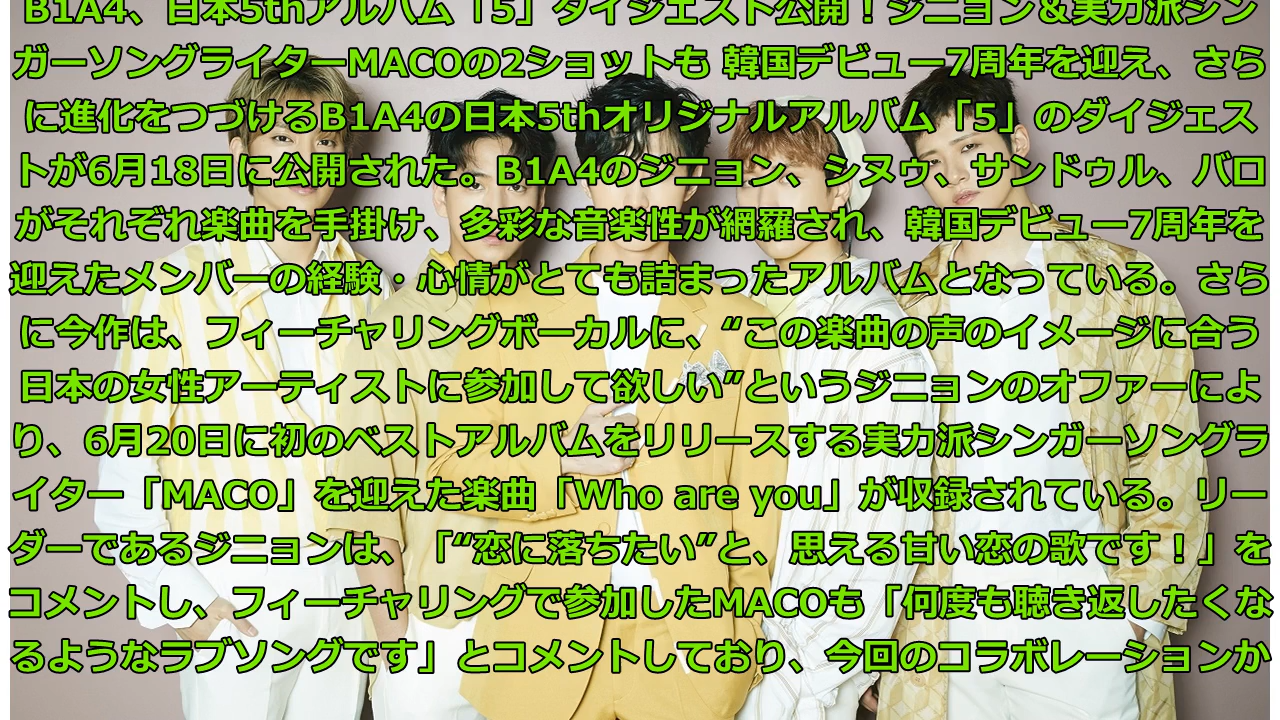 B1A4、日本5thアルバム「5」ダイジェスト公開！ジニョン&実力派シン
ガーソングライターMACOの2ショットも 韓国デビュー7周年を迎え、さら
に進化をつづけるB1A4の日本5thオリジナルアルバム「5」のダイジェス
トが6月18日に公開された。B1A4のジニョン、シヌゥ、サンドゥル、バロ
がそれぞれ楽曲を手掛け、多彩な音楽性が網羅され、韓国デビュー7周年を
迎えたメンバーの経験・心情がとても詰まったアルバムとなっている。さら
に今作は、フィーチャリングボーカルに、“この楽曲の声のイメージに合う
日本の女性アーティストに参加して欲しい”というジニョンのオファーによ
り、6月20日に初のベストアルバムをリリースする実力派シンガーソングラ
イター「MACO」を迎えた楽曲「Who are you」が収録されている。リー
ダーであるジニョンは、「“恋に落ちたい”と、思える甘い恋の歌です！」を
コメントし、フィーチャリングで参加したMACOも「何度も聴き返したくな
るようなラブソングです」とコメントしており、今回のコラボレーションか